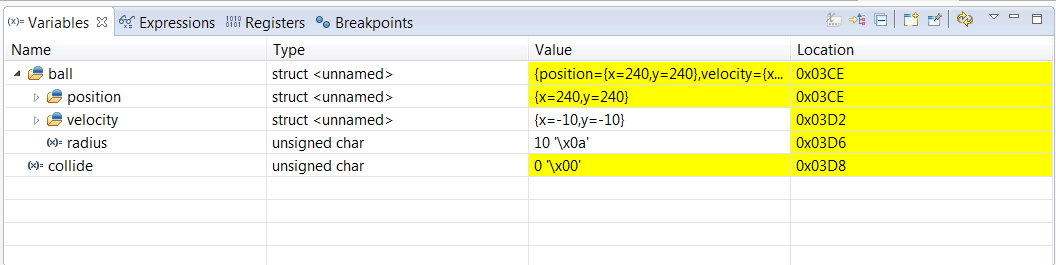 (x)= Variables Expressions 1010 0101 Registers Breakpoints
Name Type Value Location
ball struct <unnamed> {position={x=240,y=240},velocity={x... 0x03CE
position struct <unnamed> {x=240,y=240} 0x03CE
velocity struct <unnamed> {x=-10,y=-10} 0x03D2
(x)= radius unsigned char 10 '\x0a' 0x03D6
(x)= collide unsigned char 0 '\x00' 0x03D8